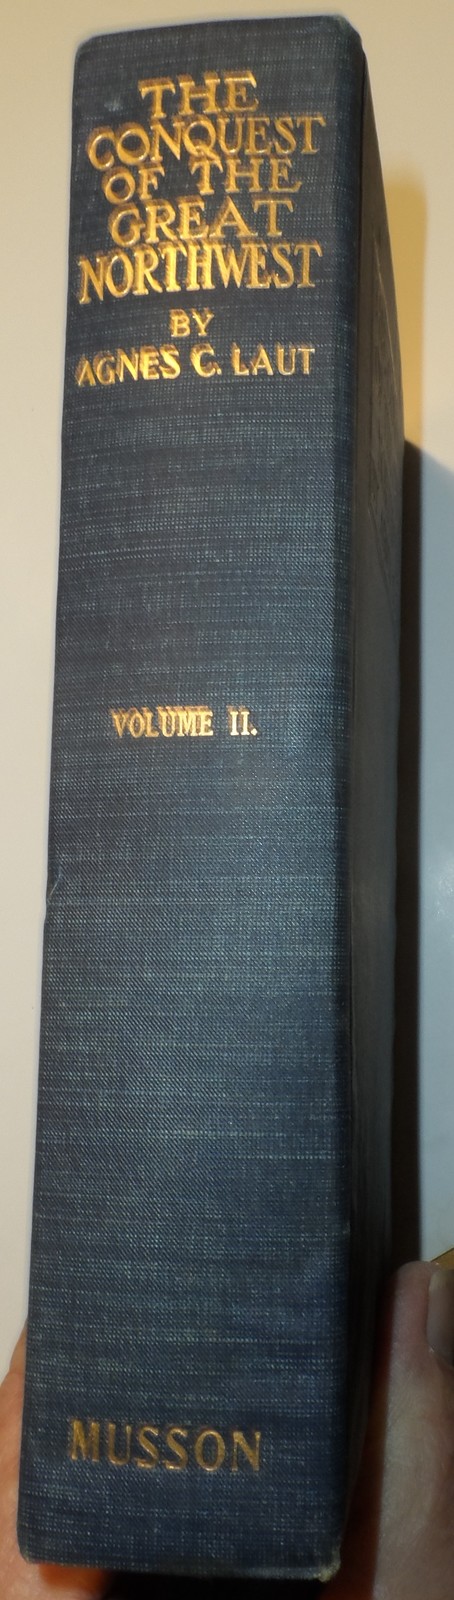 THE
CONQUEST
OF THE
GREAT
NORTHWEST
BY
AGNES C. LAUT
VOLUME II.
MUSSON